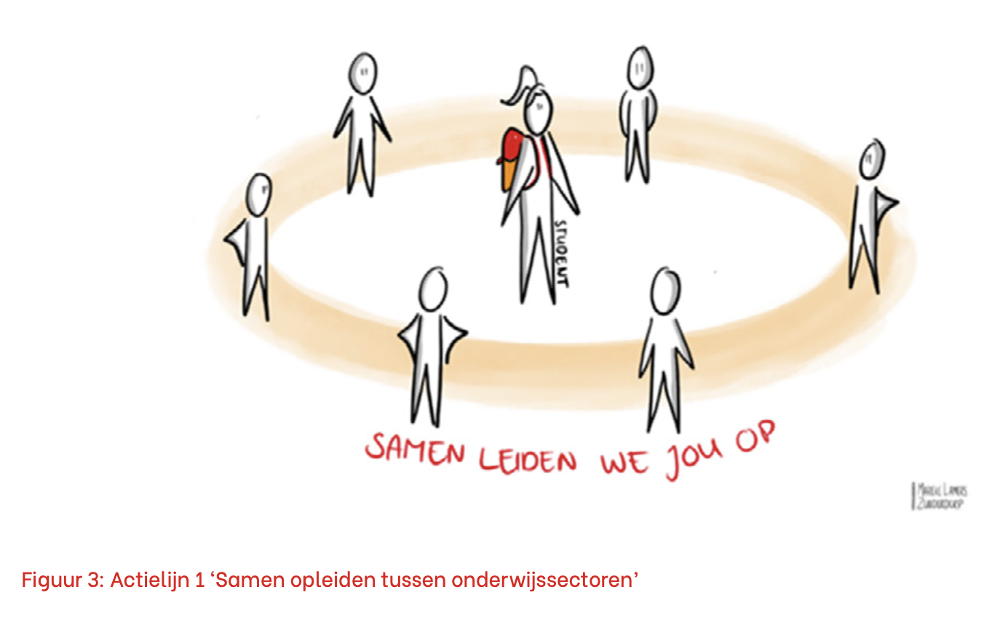 STUDENT
SAMEN LEIDEN WE JOU OP
Figuur 3: Actielijn 1 ‘Samen opleiden tussen onderwijssectoren’